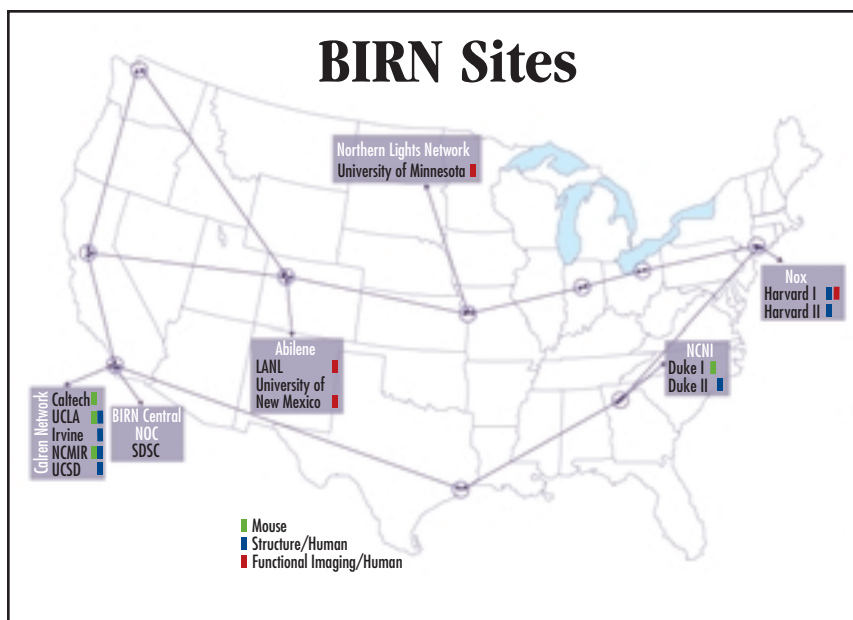 BIRN Sites
Northern Lights Network
University of Minnesota
Nox
Harvard I
Harvard II
Abilene
LANL
University of
New Mexico
NCNI
Duke I
Duke II
Calren Network
Caltech
UCLA
Irvine
NCMIR
UCSD
BIRN Central
NOC
SDSC
Mouse
Structure/Human
Functional Imaging/Human